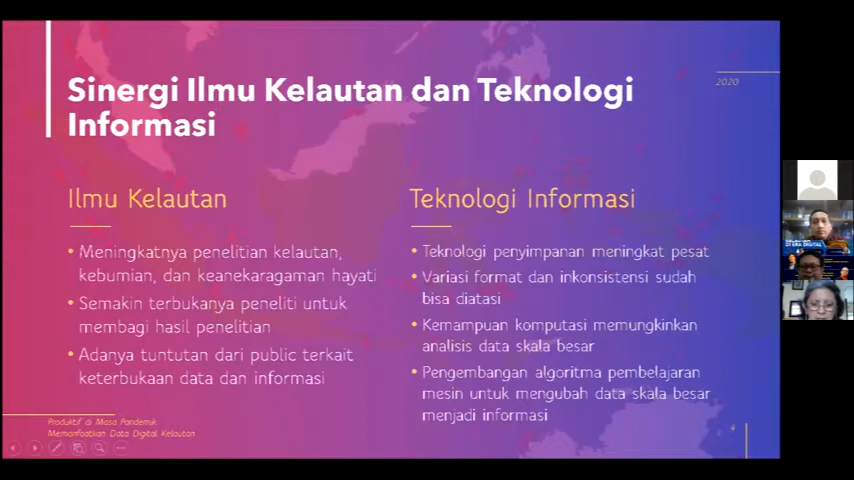 Sinergi Ilmu Kelautan dan Teknologi
Informasi
2020
Ilmu Kelautan
• Meningkatnya penelitian kelautan,
kebumian, dan keanekaragaman hayati
• Semakin terbukanya peneliti untuk
membagi hasil penelitian
• Adanya tuntutan dari public terkait
keterbukaan data dan informasi
Teknologi Informasi
• Teknologi penyimpanan meningkat pesat
• Variasi format dan inkonsistensi sudah
bisa diatasi
• Kemampuan komputasi memungkinkan
analisis data skala besar
• Pengembangan algoritma pembelajaran
mesin untuk mengubah data skala besar
menjadi informasi
Produktif di Masa Pandemik
Memanfaatkan Data Digital Kelautan
4
DI ERA DIGITAL